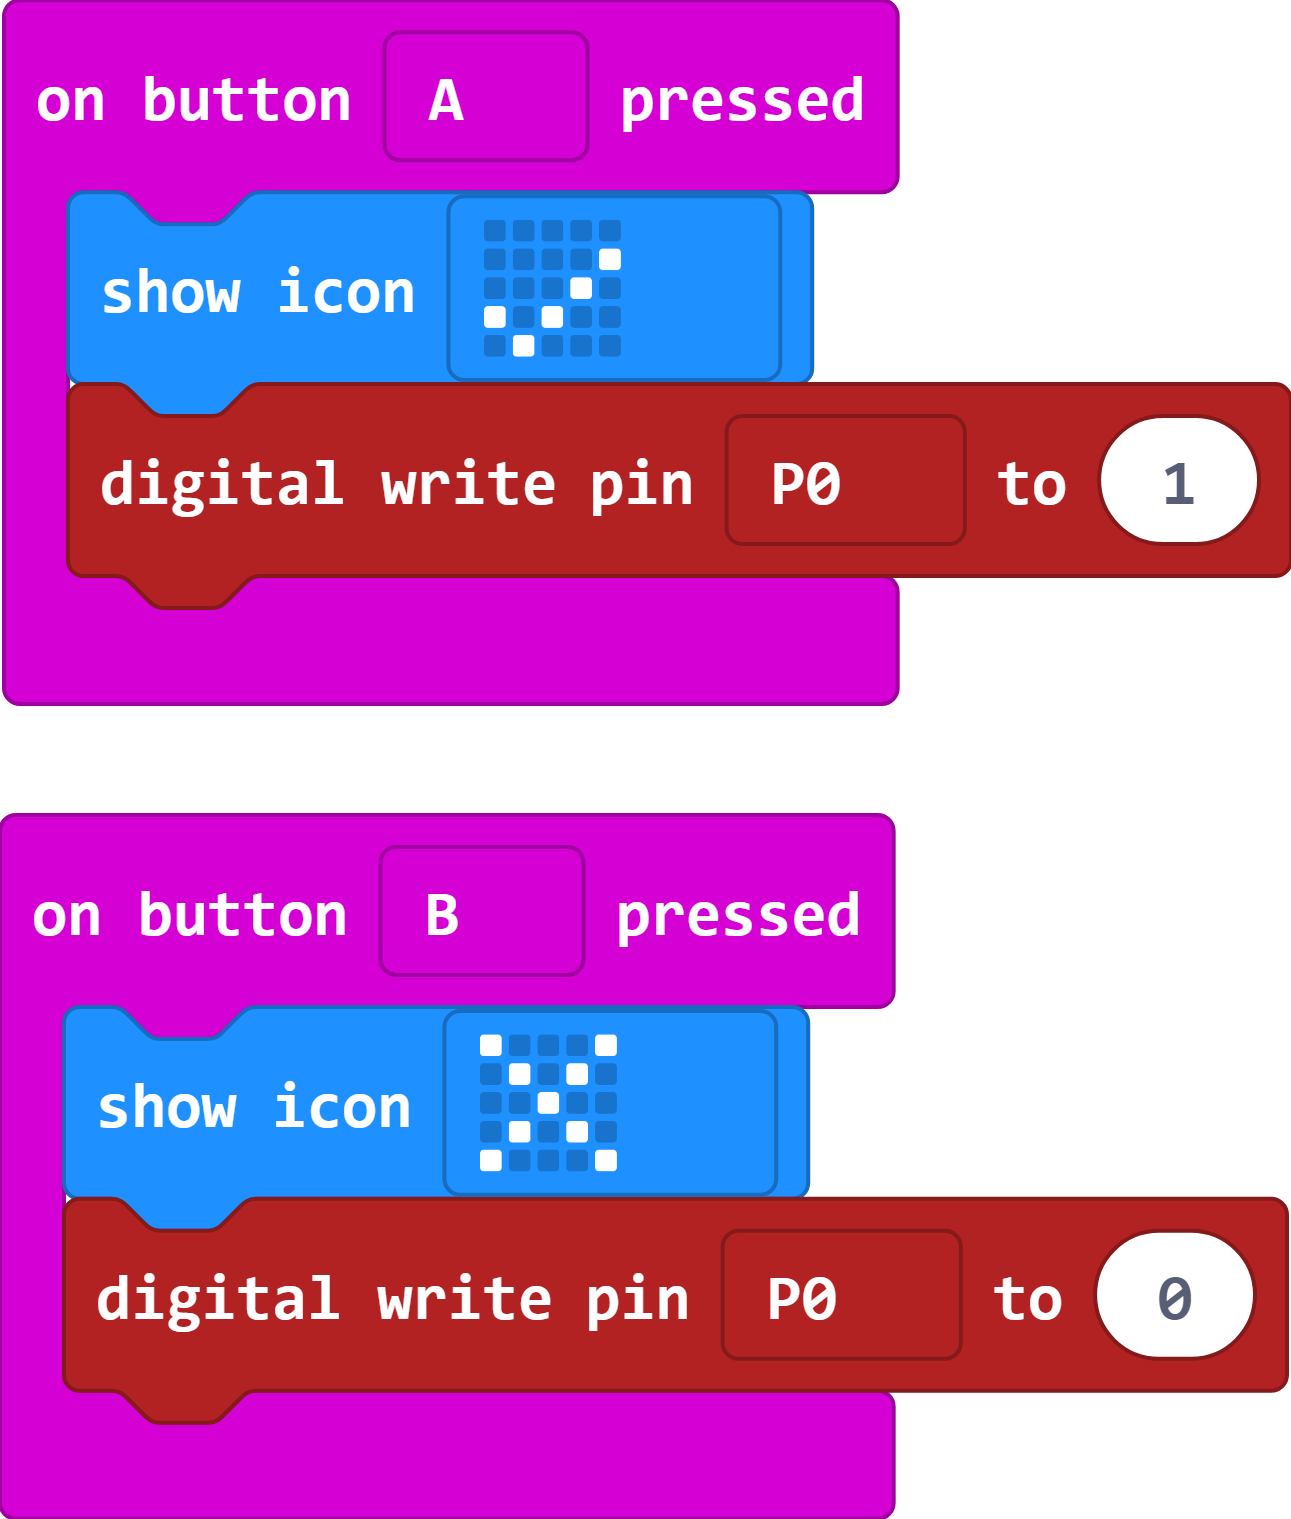 on button A pressed
show icon
digital write pin P0 to 1
on button B pressed
show icon
digital write pin P0 to 0